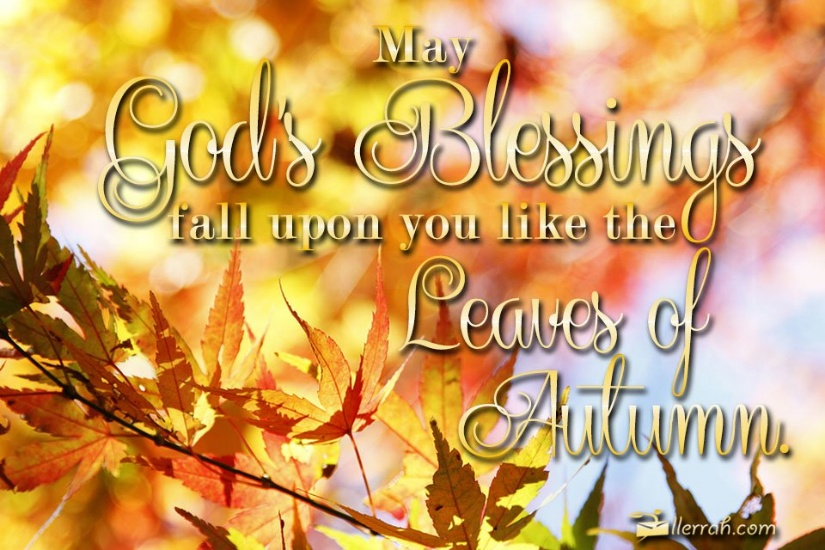 May
God's Blessings
fall upon you like the
Leaves of
Autumn.
llerrah.com